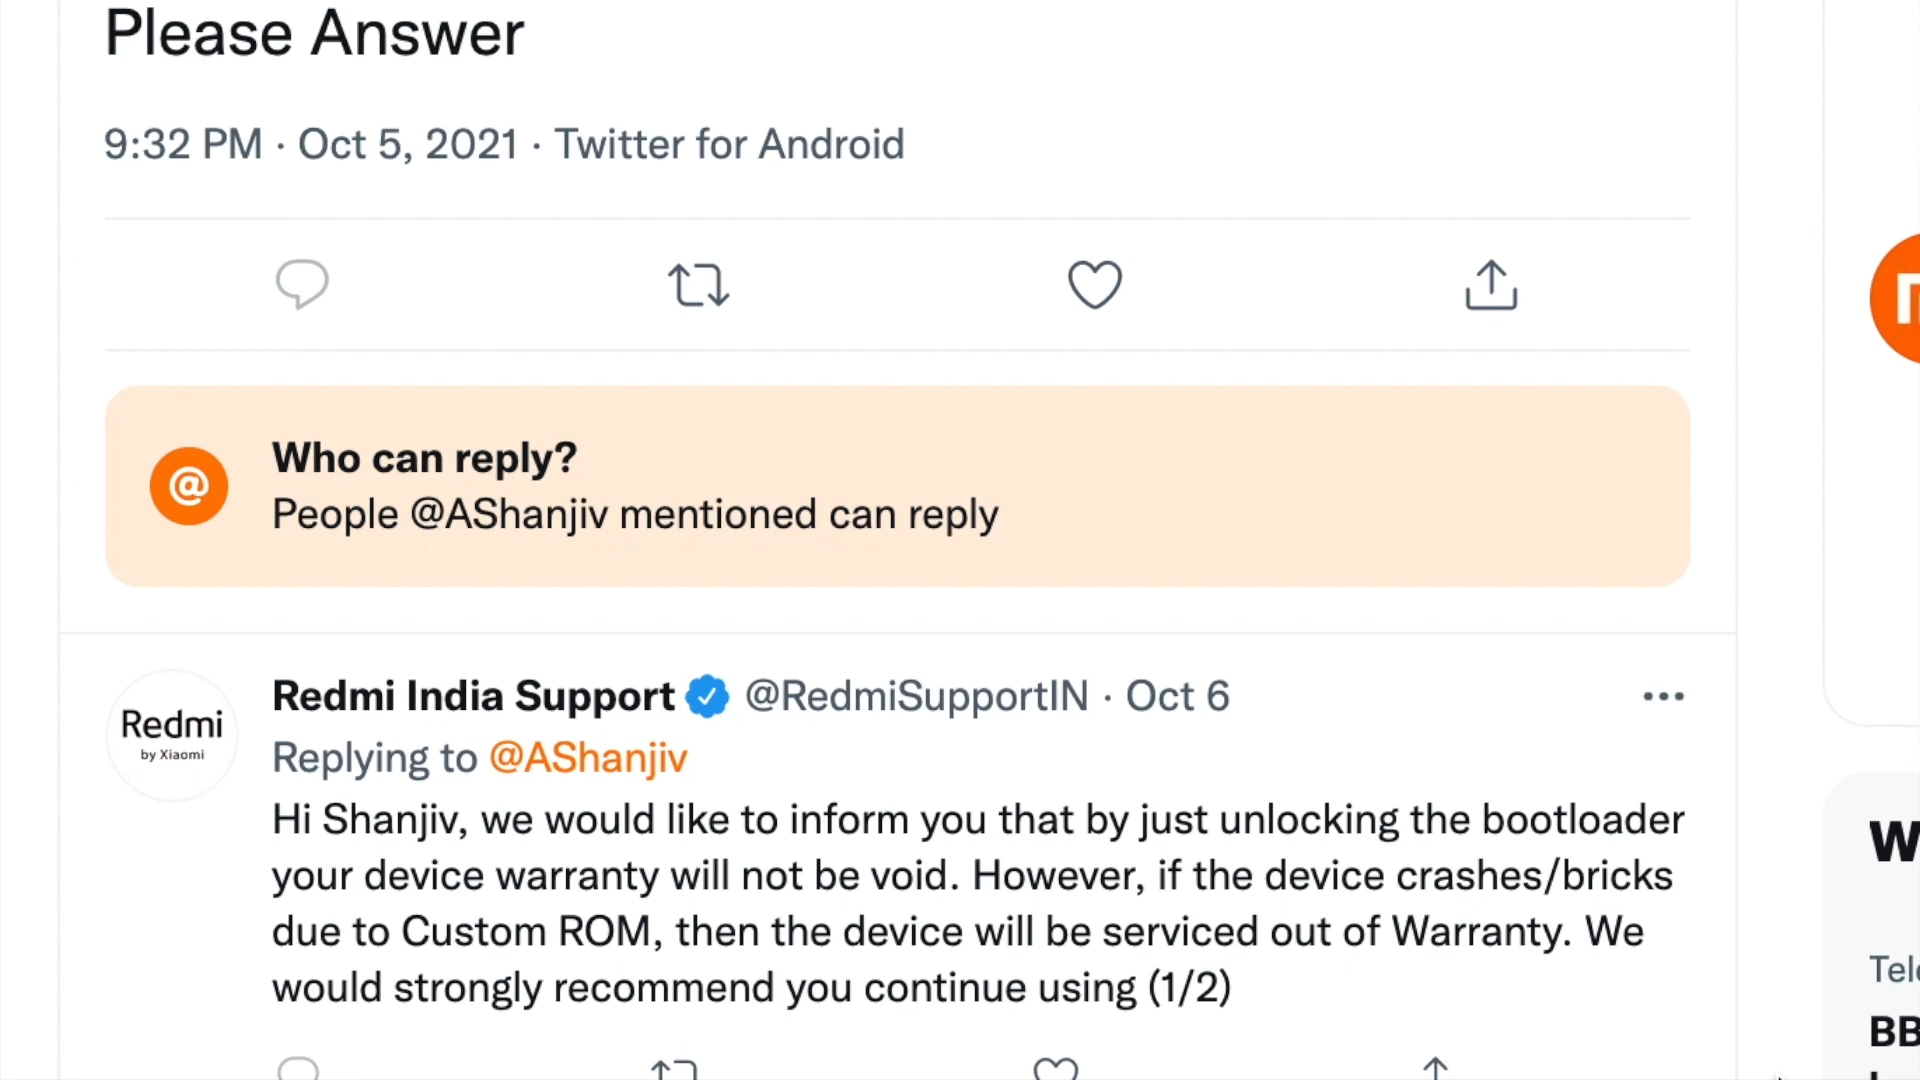 Please Answer
9:32 PM · Oct 5, 2021 · Twitter for Android
@
Who can reply?
People @AShanjiv mentioned can reply
Redmi
by Xiaomi
Redmi India Support @RedmiSupportIN · Oct 6
Replying to @AShanjiv
Hi Shanjiv, we would like to inform you that by just unlocking the bootloader
your device warranty will not be void. However, if the device crashes/bricks
due to Custom ROM, then the device will be serviced out of Warranty. We
would strongly recommend you continue using (1/2)